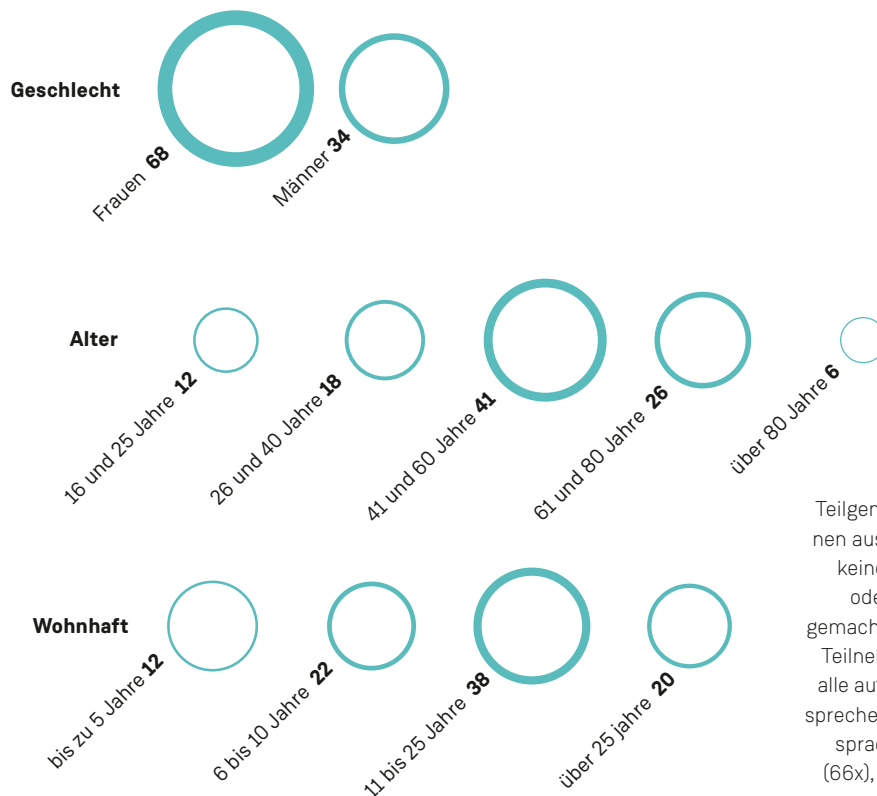 Geschlecht
Frauen 68
Männer 34
Alter
16 und 25 Jahre 12
26 und 40 Jahre 18
41 und 60 Jahre 41
61 und 80 Jahre 26
über 80 Jahre 6
Wohnhaft
bis zu 5 Jahre 12
6 bis 10 Jahre 22
11 bis 25 Jahre 38
über 25 jahre 20
Teilgen
nen aus
keine
ode
gemach
Teilne
alle au
spreche
sprac
(66x),